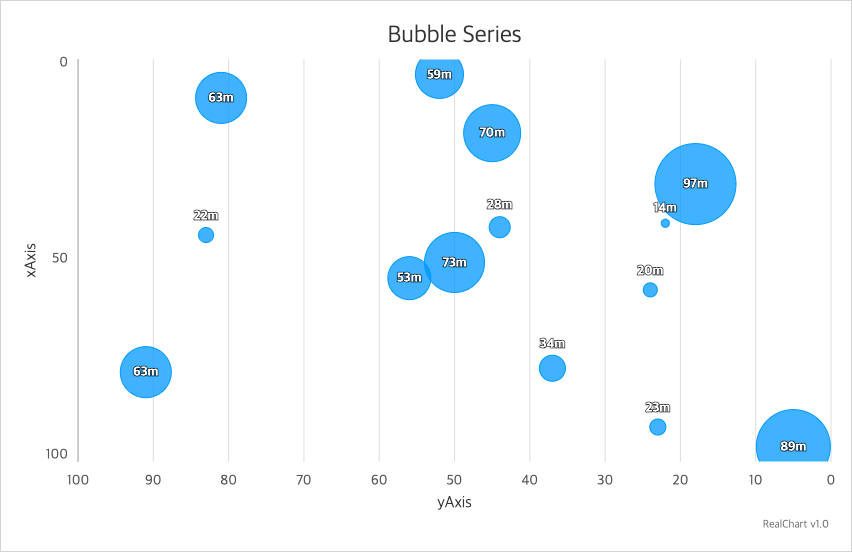 Bubble Series
0
59m
63m
70m
97m
28m
14m
22m
xAxis
50
73m
53m
20m
34m
63m
23m
89m
100
100 90 80 70 60 50 40 30 20 10 0
yAxis
RealChart v1.0